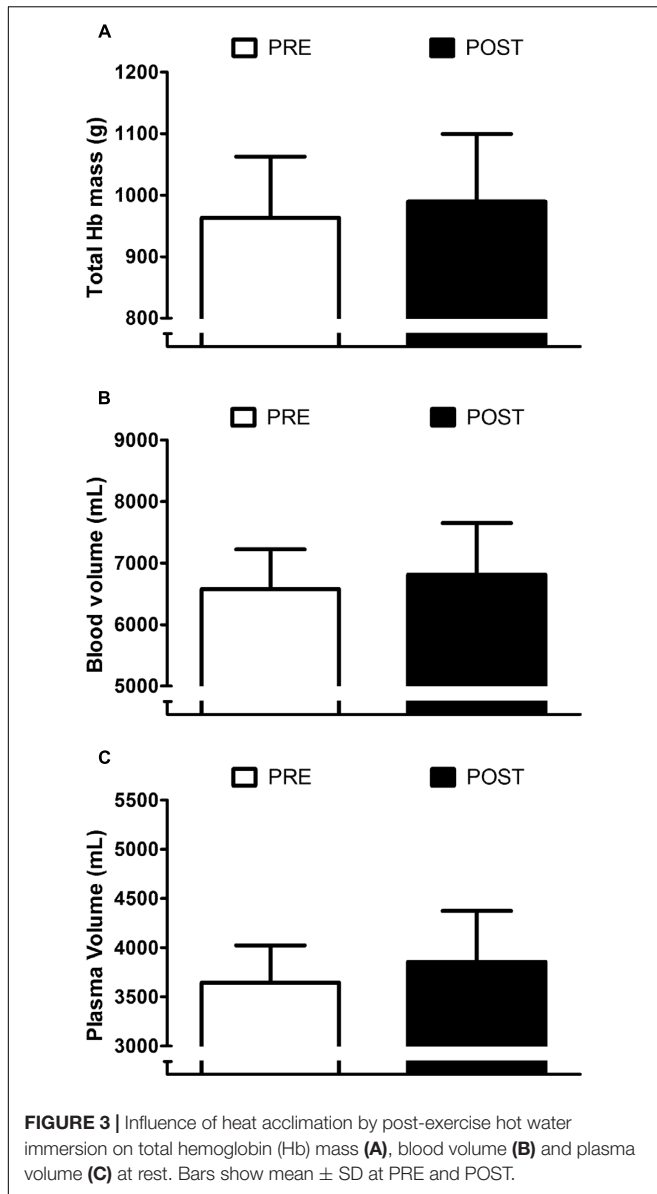 A
PRE POST
1200
1100
1000
900
800
Total Hb mass (g)
B
PRE POST
9000
8000
7000
6000
5000
Blood volume (mL)
C
PRE POST
5500
5000
4500
4000
3500
3000
Plasma Volume (mL)
FIGURE 3 | Influence of heat acclimation by post-exercise hot water
immersion on total hemoglobin (Hb) mass (A), blood volume (B) and plasma
volume (C) at rest. Bars show mean ± SD at PRE and POST.